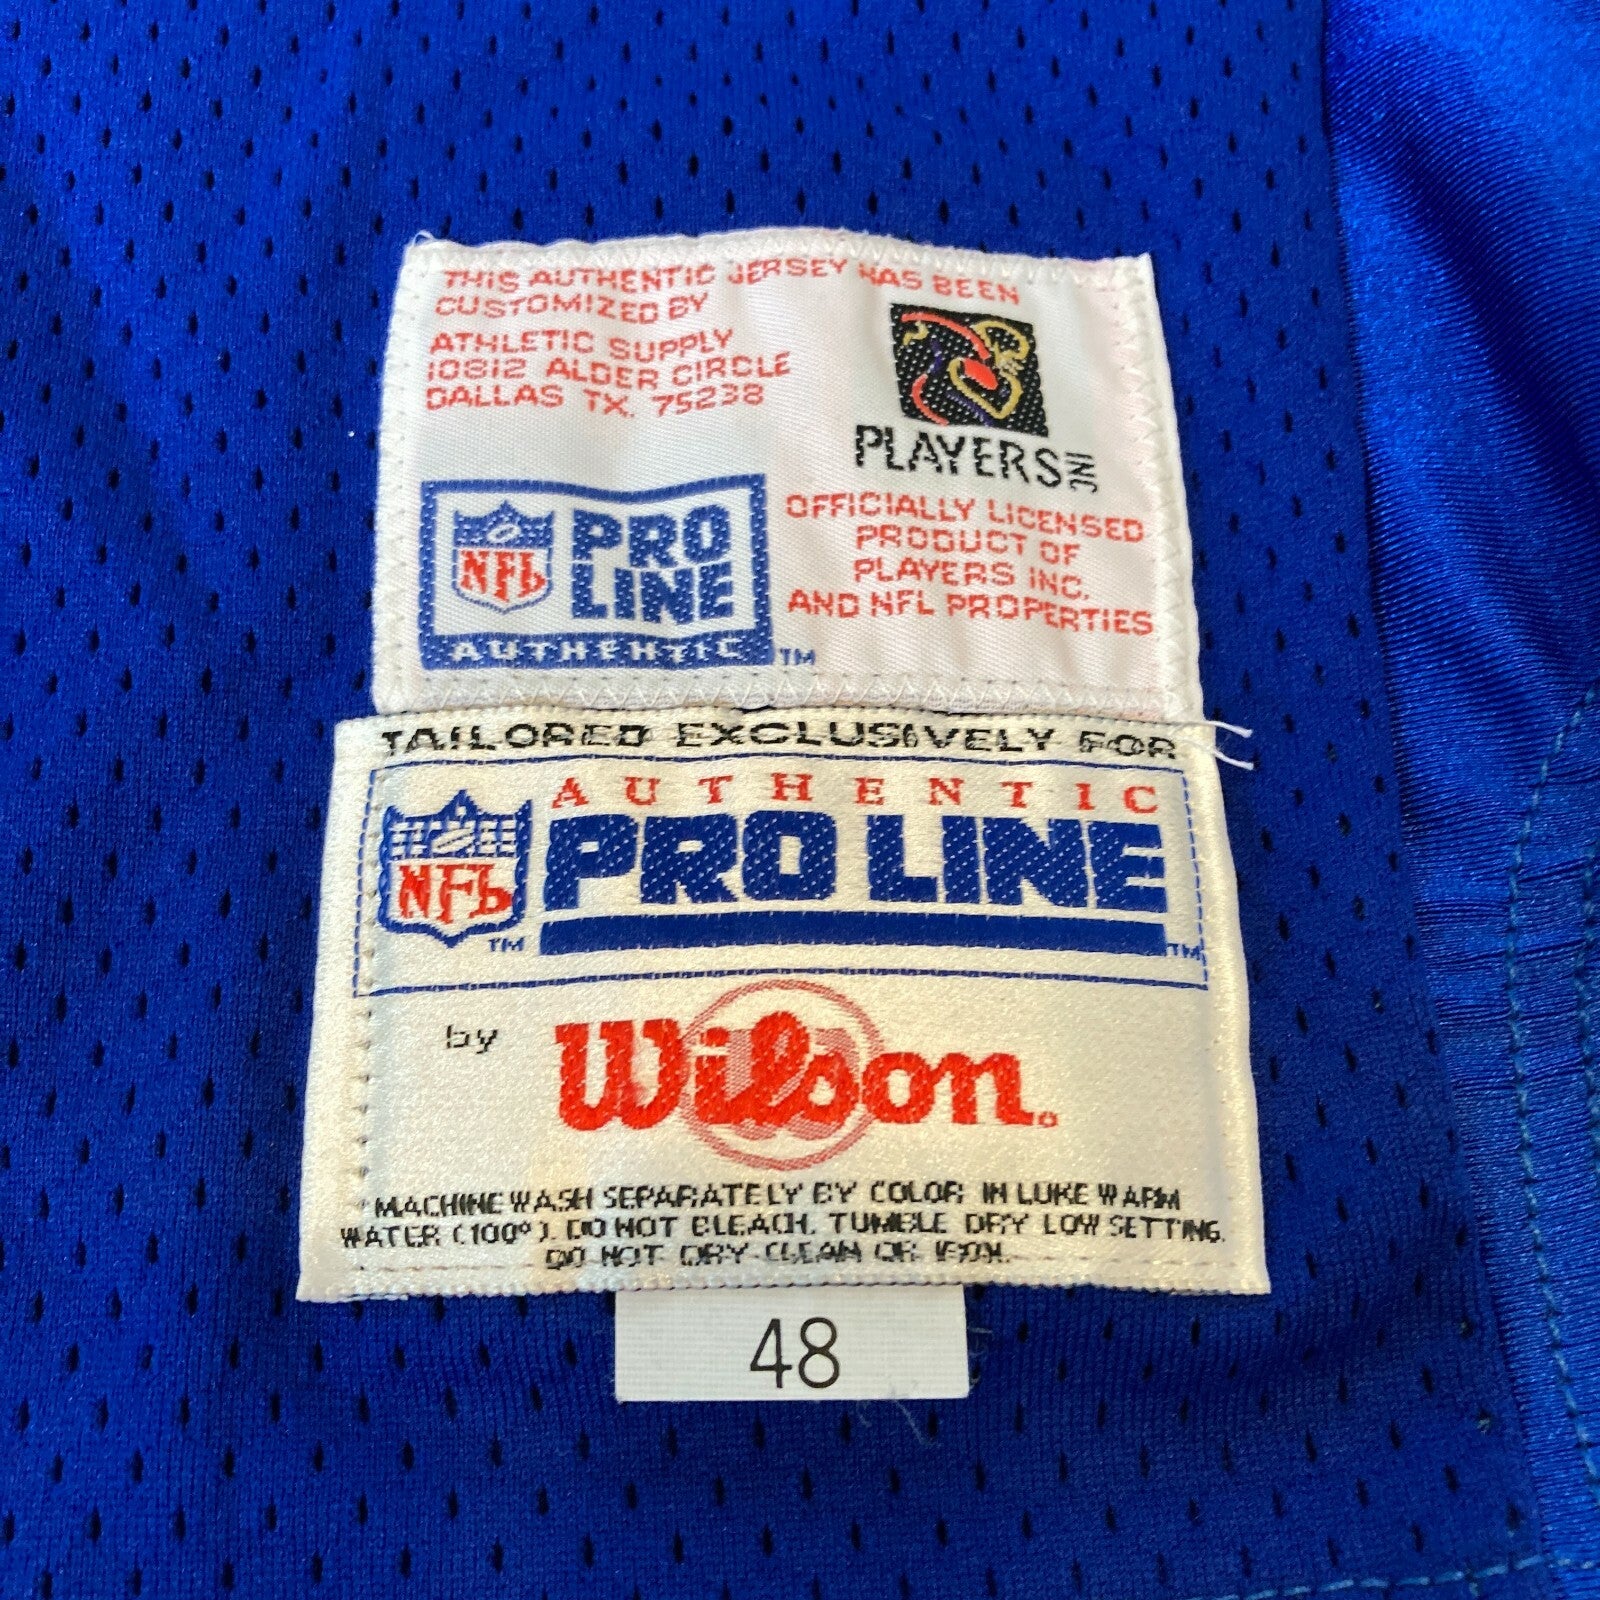 THIS AUTHENTIC JERSEY HAS BEEN
CUSTOMIZED BY
ATHLETIC SUPPLY
10812 ALDER CIRCLE
DALLAS TX. 75238
PLAYERS INC
NFL
PRO
LINE
AUTHENTIC TM
OFFICIALLY LICENSED
PRODUCT OF
PLAYERS INC.
AND NFL PROPERTIES
TAILORED EXCLUSIVELY FOR
AUTHENTIC
NFL TM
PRO LINE TM
by Wilson.
MACHINE WASH SEPARATELY BY COLOR IN LUKE WARM
WATER (100°). DO NOT BLEACH. TUMBLE DRY LOW SETTING.
DO NOT DRY CLEAN OR IRON.
48